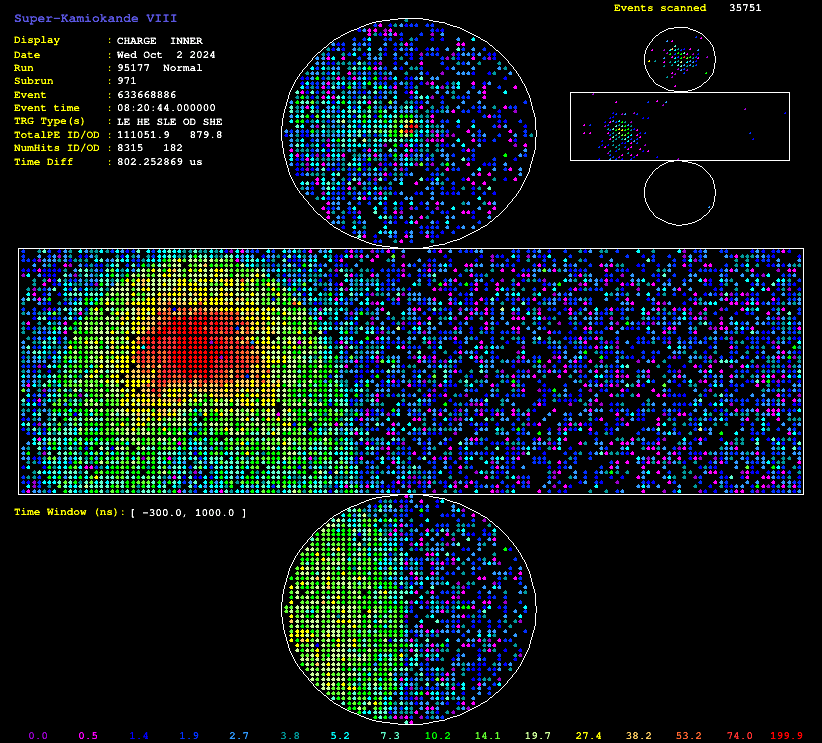 Super-Kamiokande VIII
Events scanned 35751
Display : CHARGE INNER
Date : Wed Oct 2 2024
Run : 95177 Normal
Subrun : 971
Event : 633668886
Event time : 08:20:44.000000
TRG Type(s) : LE HE SLE OD SHE
TotalPE ID/OD : 111051.9 879.8
NumHits ID/OD : 8315 182
Time Diff : 802.252869 us
Time Window (ns): [ -300.0, 1000.0 ]
0.0 0.5 1.4 1.9 2.7 3.8 5.2 7.3 10.2 14.1 19.7 27.4 38.2 53.2 74.0 199.9